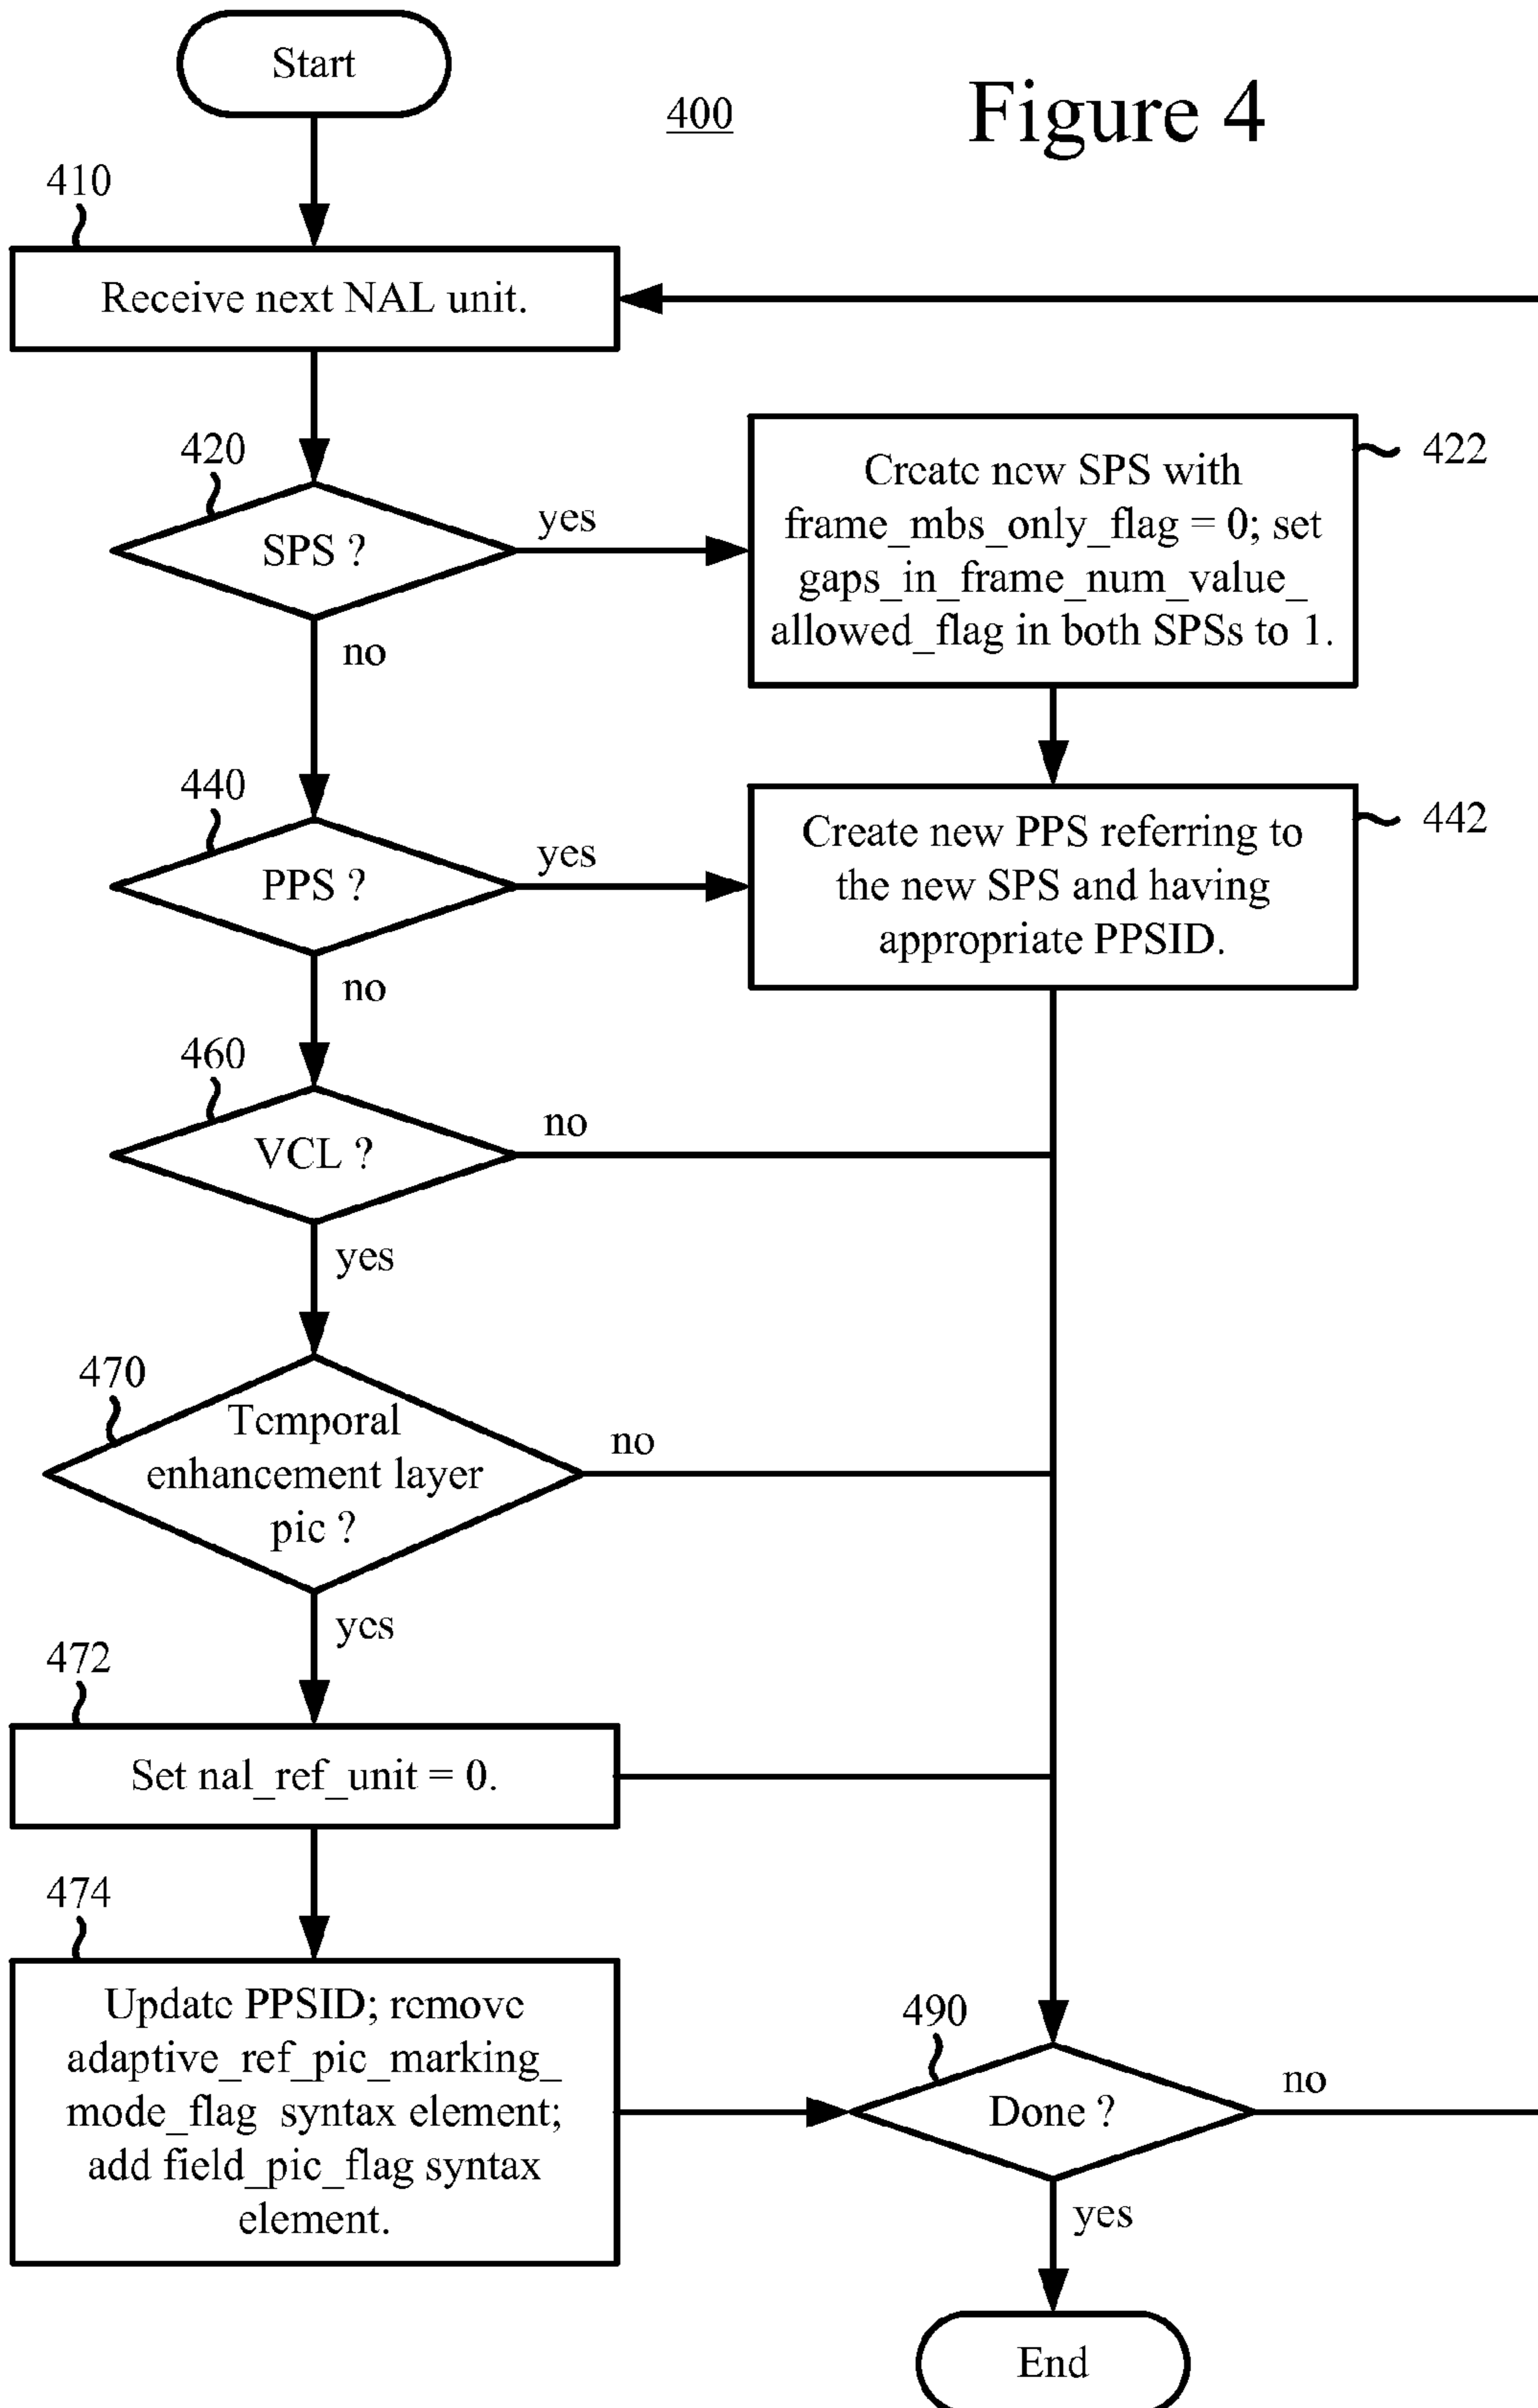 Start
400
Figure 4
410
Receive next NAL unit.
420
SPS ?
yes
no
422
Create new SPS with
frame_mbs_only_flag = 0; set
gaps_in_frame_num_value_
allowed_flag in both SPSs to 1.
440
PPS ?
yes
no
442
Create new PPS referring to
the new SPS and having
appropriate PPSID.
460
VCL ?
no
yes
470
Temporal
enhancement layer
pic ?
no
yes
472
Set nal_ref_unit = 0.
474
Update PPSID; remove
adaptive_ref_pic_marking_
mode_flag syntax element;
add field_pic_flag syntax
element.
490
Done ?
no
yes
End